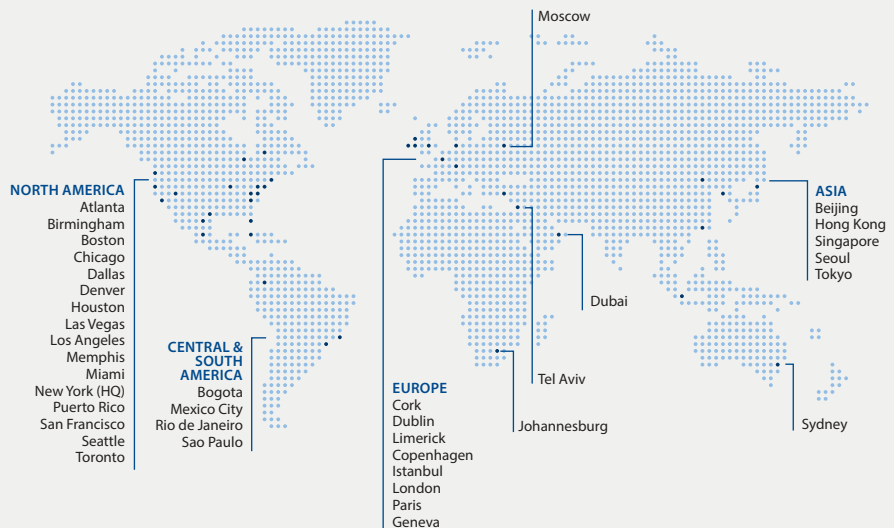 Moscow
NORTH AMERICA
Atlanta
Birmingham
Boston
Chicago
Dallas
Denver
Houston
Las Vegas
Los Angeles
Memphis
Miami
New York (HQ)
Puerto Rico
San Francisco
Seattle
Toronto
CENTRAL &
SOUTH
AMERICA
Bogota
Mexico City
Rio de Janeiro
Sao Paulo
EUROPE
Cork
Dublin
Limerick
Copenhagen
Istanbul
London
Paris
Geneva
Johannesburg
Tel Aviv
Dubai
ASIA
Beijing
Hong Kong
Singapore
Seoul
Tokyo
Sydney